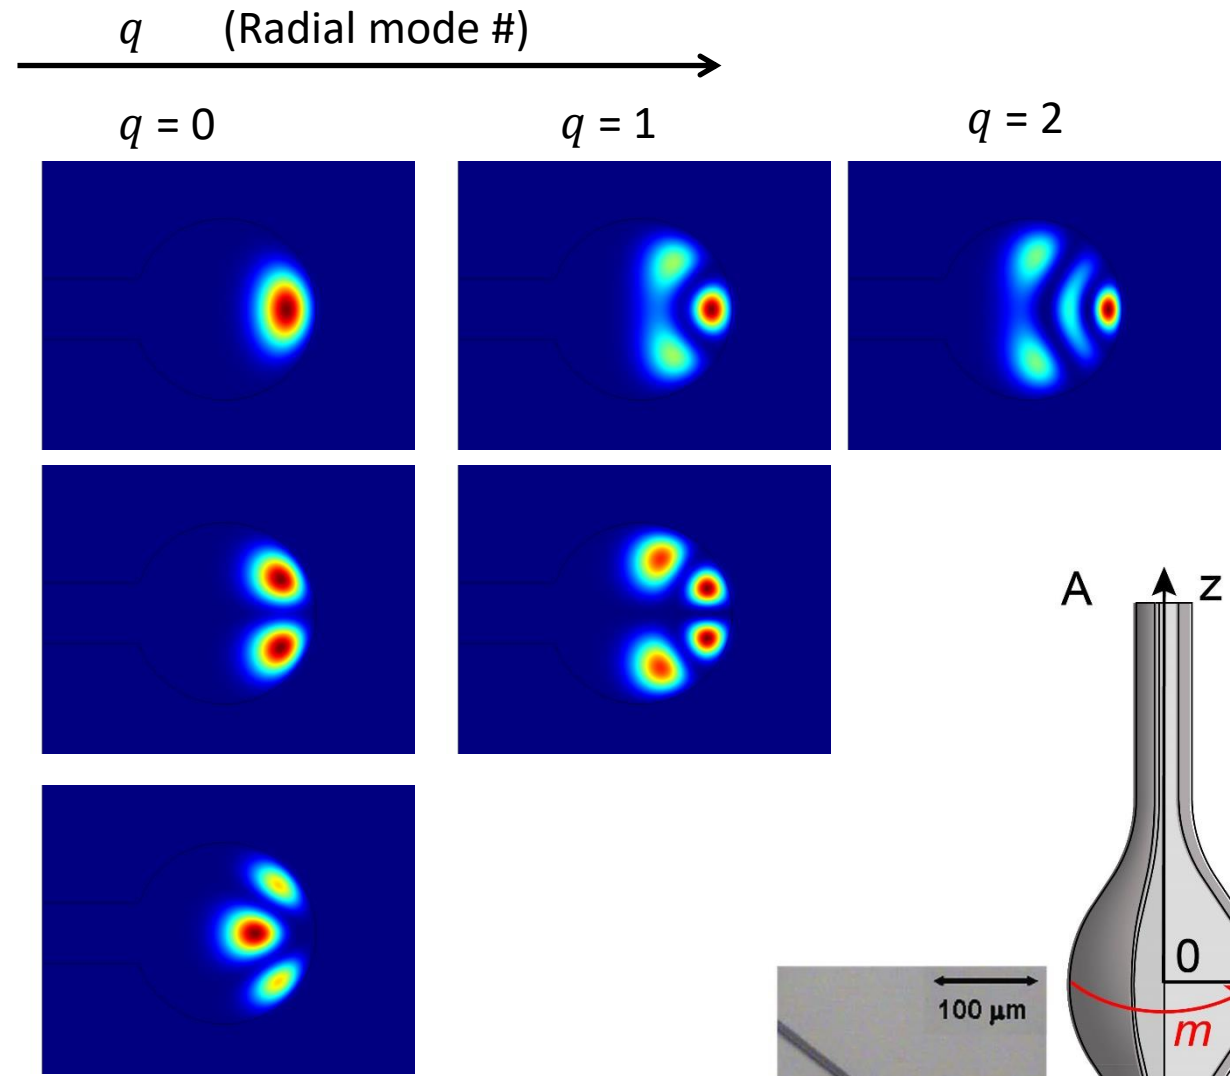 q (Radial mode #)
q = 0 q = 1 q = 2
A z
0
100 μm
m